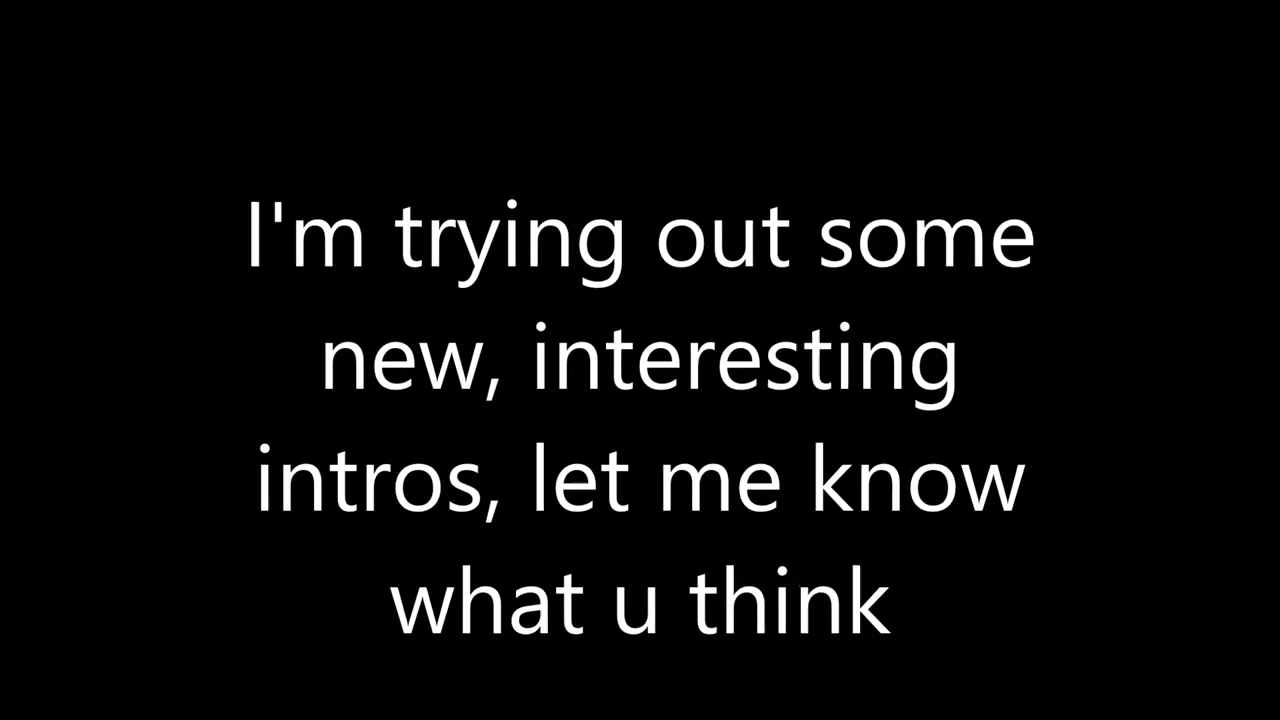 I'm trying out some
new, interesting
intros, let me know
what u think